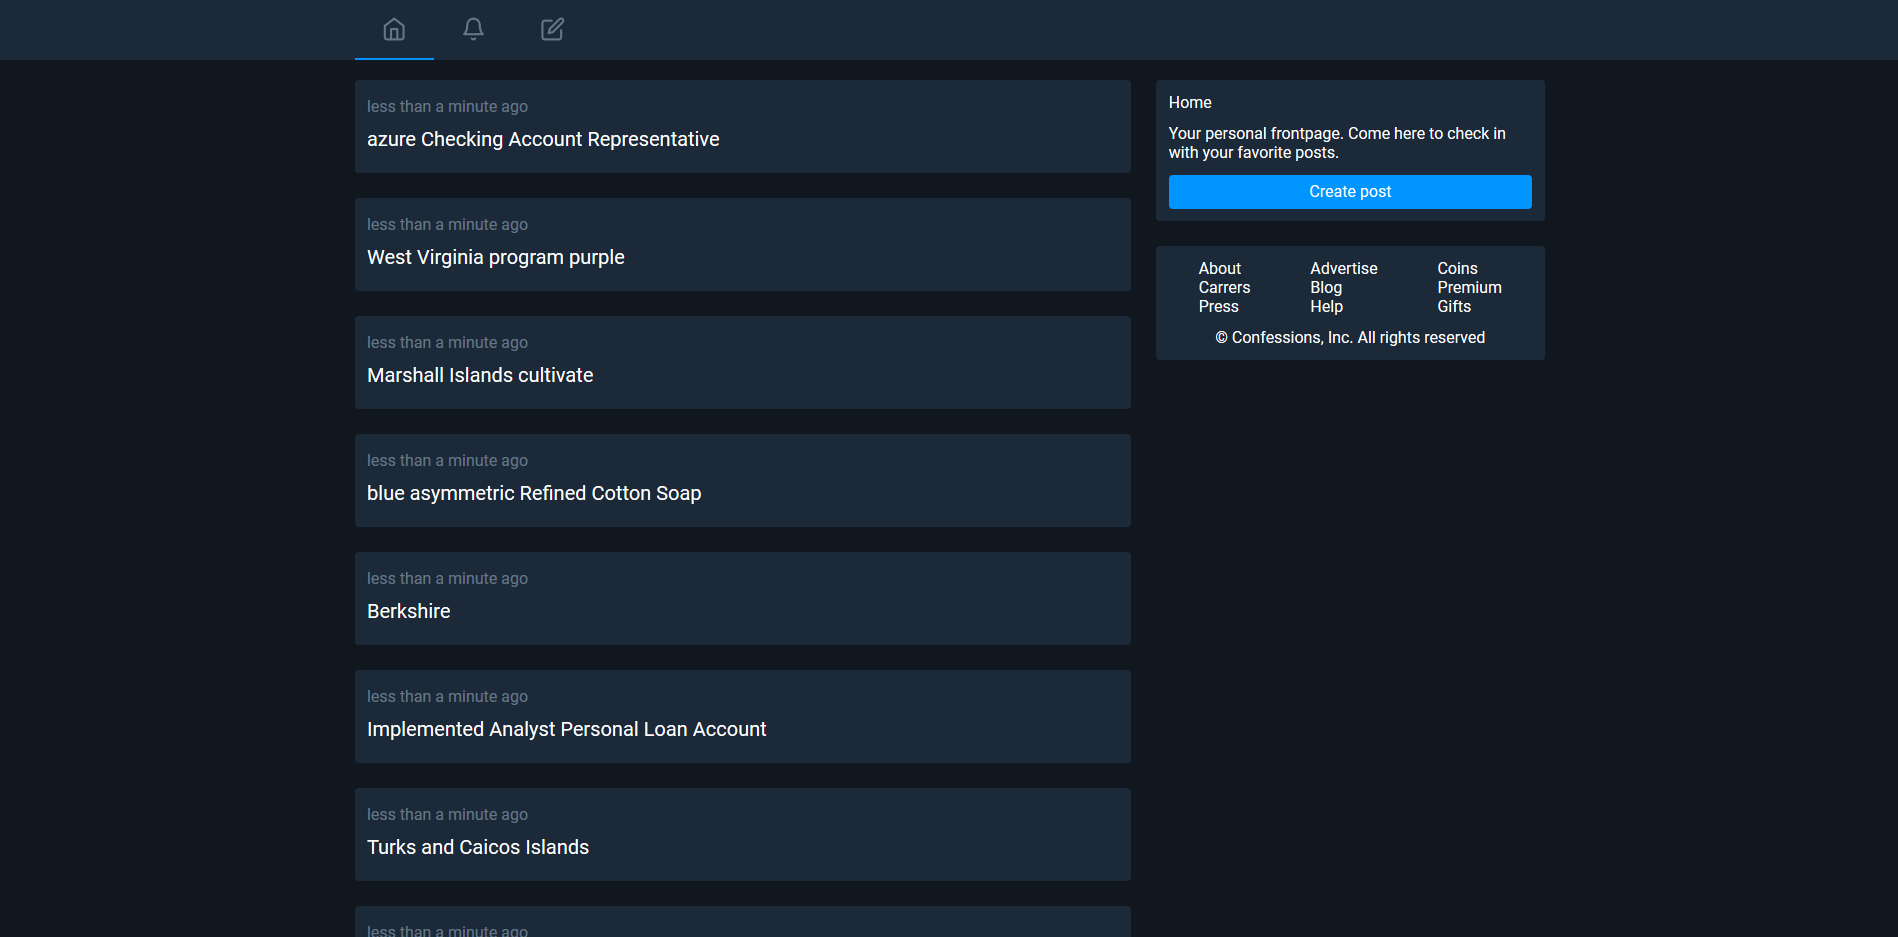 less than a minute ago
azure Checking Account Representative
less than a minute ago
West Virginia program purple
less than a minute ago
Marshall Islands cultivate
less than a minute ago
blue asymmetric Refined Cotton Soap
less than a minute ago
Berkshire
less than a minute ago
Implemented Analyst Personal Loan Account
less than a minute ago
Turks and Caicos Islands
less than a minute ago
Home
Your personal frontpage. Come here to check in
with your favorite posts.
Create post
About
Carrers
Press
Advertise
Blog
Help
Coins
Premium
Gifts
© Confessions, Inc. All rights reserved